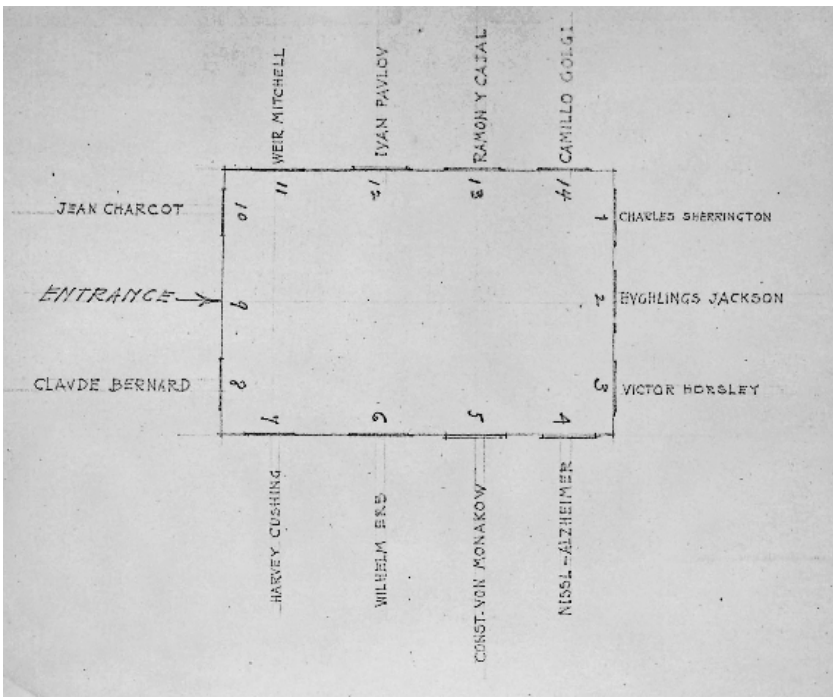 WEIR MITCHELL
IVAN PAVLOV
RAMON Y CAJAL
CAMILLO GOLGI
11
12
13
14
JEAN CHARCOT
10
1
CHARLES SHERRINGTON
ENTRANCE
9
2
HVGHLINGS JACKSON
CLAVDE BERNARD
8
3
VICTOR HORSLEY
7
6
5
4
HARVEY CUSHING
WILHELM ERB
CONST. VON MONAKOW
NISSL-ALZHEIMER